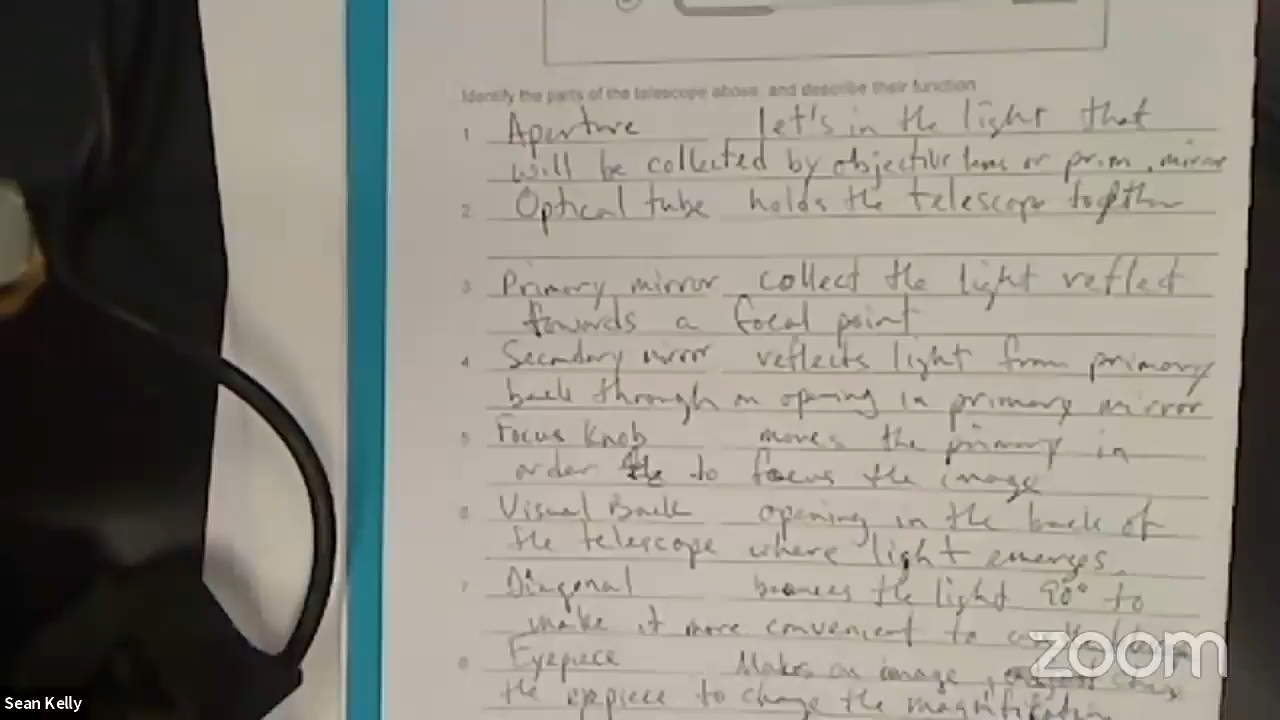 Identify the parts of the telescope above, and describe their function
1 Aperture let's in the light that
will be collected by objective lens or prim. mirror
2 Optical tube holds the telescope together
3 Primary mirror collect the light reflect
towards a focal point
4 Secondary mirror reflects light from primary
back through an opening in primary mirror
5 Focus Knob moves the primary in
order to focus the image
6 Visual Back opening in the back of
the telescope where light emerges.
7 Diagonal bounces the light 90° to
make it more convenient to
8 Eyepiece Makes an image,
the eyepiece to change the magnification
zoom
Sean Kelly